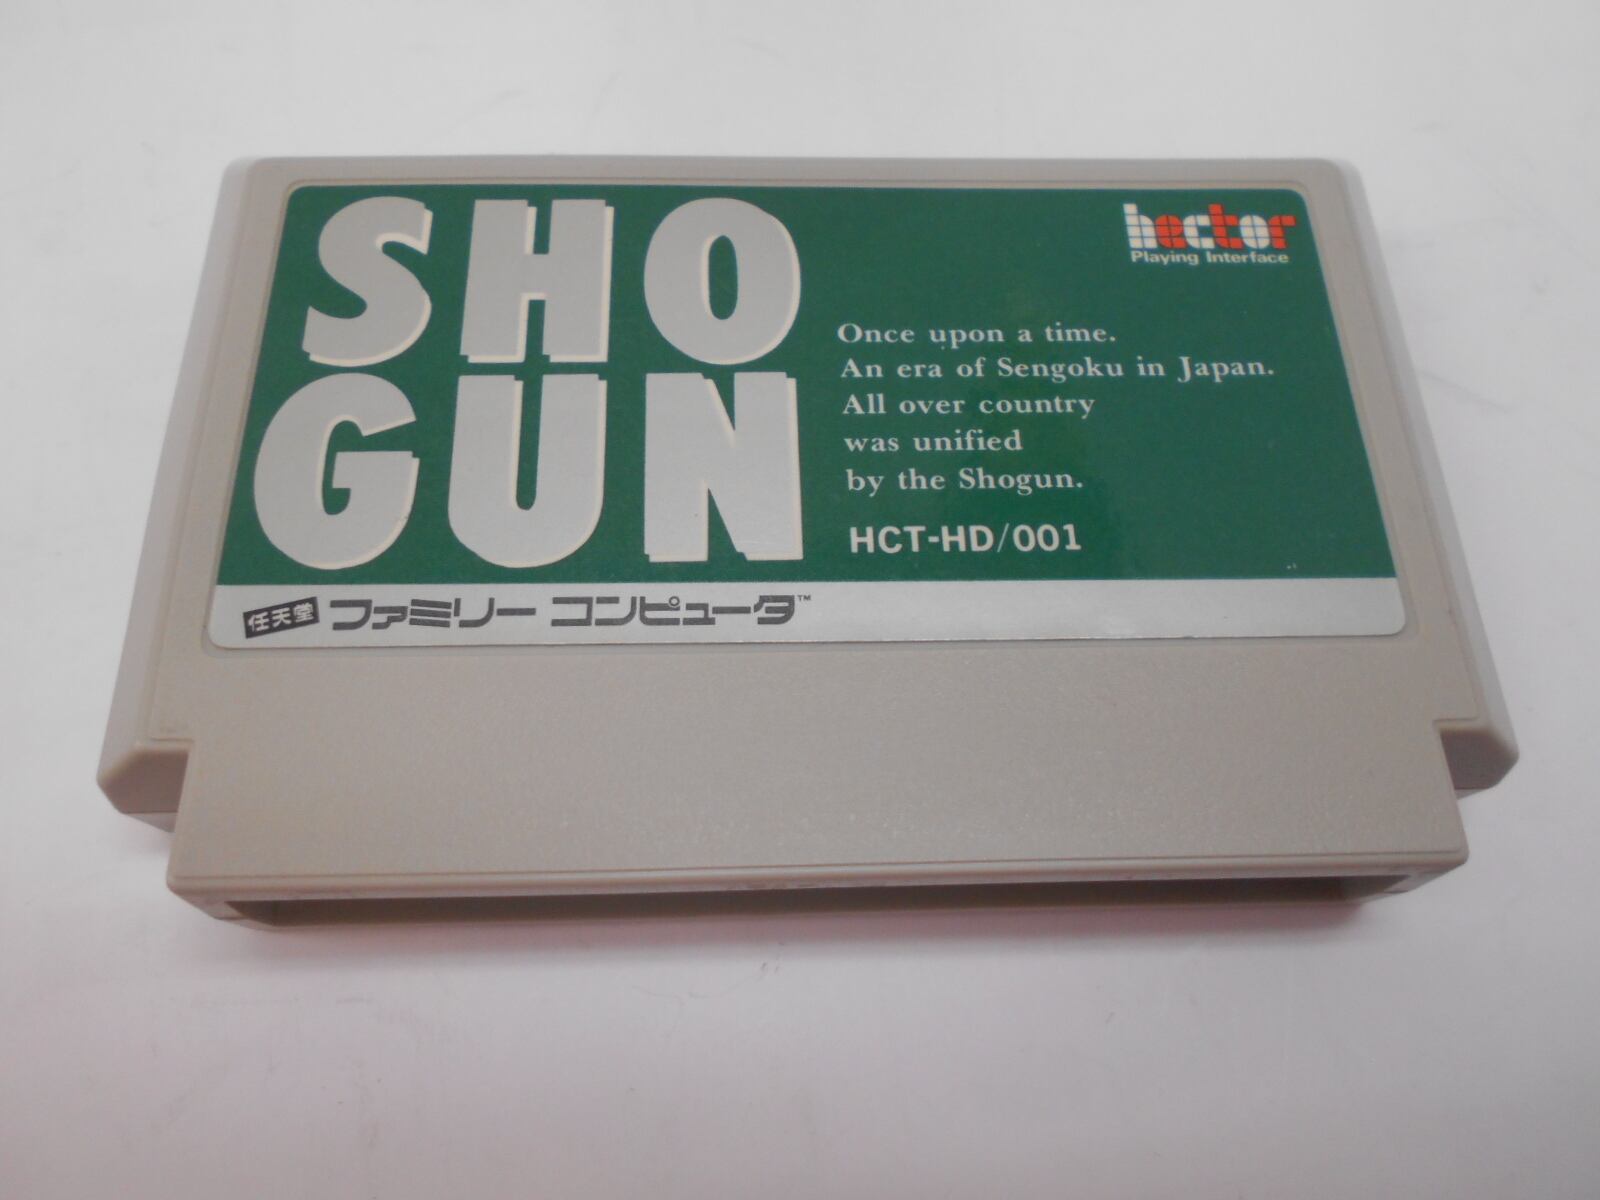 SHO
GUN
hector
Playing Interface
Once upon a time.
An era of Sengoku in Japan.
All over country
was unified
by the Shogun.
HCT-HD/001
任天堂 ファミリー コンピュータ™